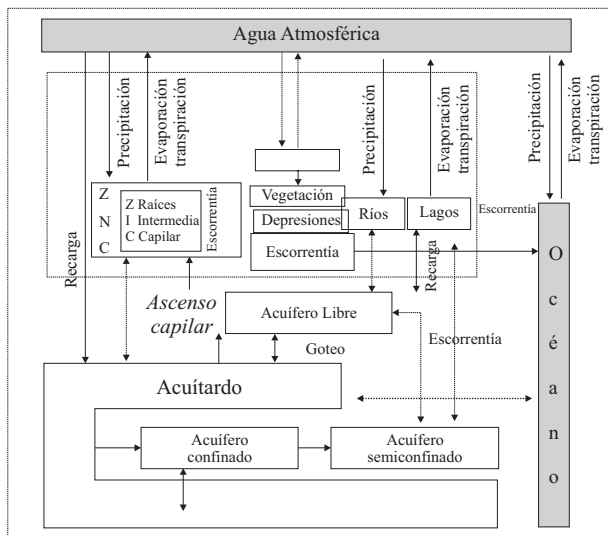 Agua Atmosférica
Precipitación
Evaporación
transpiración
Precipitación
Evaporación
transpiración
Precipitación
Evaporación
transpiración
Z
N
C
Z Raíces
I Intermedia
C Capilar
Escorrentía
Vegetación
Depresiones
Escorrentía
Ríos
Lagos
Escorrentía
Recarga
Recarga
Ascenso
capilar
Acuífero Libre
Goteo
Escorrentía
Acuítardo
Acuífero
confinado
Acuífero
semiconfinado
O
c
é
a
n
o